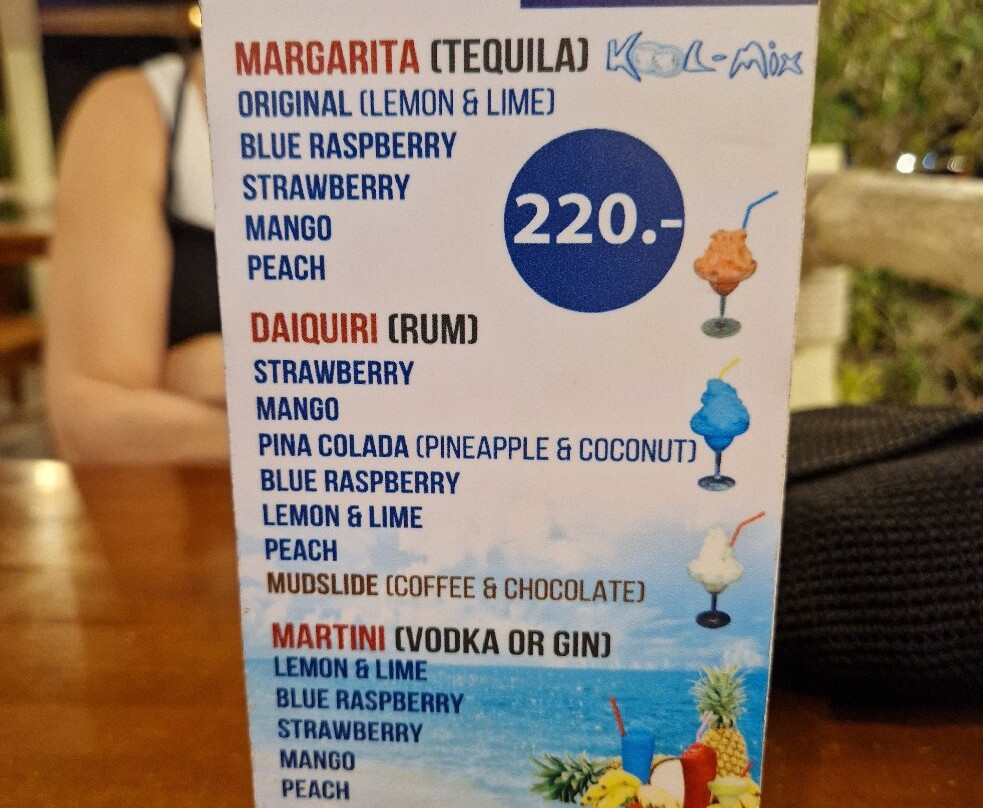 MARGARITA (TEQUILA) KOOL-Mix
ORIGINAL (LEMON & LIME)
BLUE RASPBERRY
STRAWBERRY
MANGO
PEACH
220.-
DAIQUIRI (RUM)
STRAWBERRY
MANGO
PINA COLADA (PINEAPPLE & COCONUT)
BLUE RASPBERRY
LEMON & LIME
PEACH
MUDSLIDE (COFFEE & CHOCOLATE)
MARTINI (VODKA OR GIN)
LEMON & LIME
BLUE RASPBERRY
STRAWBERRY
MANGO
PEACH